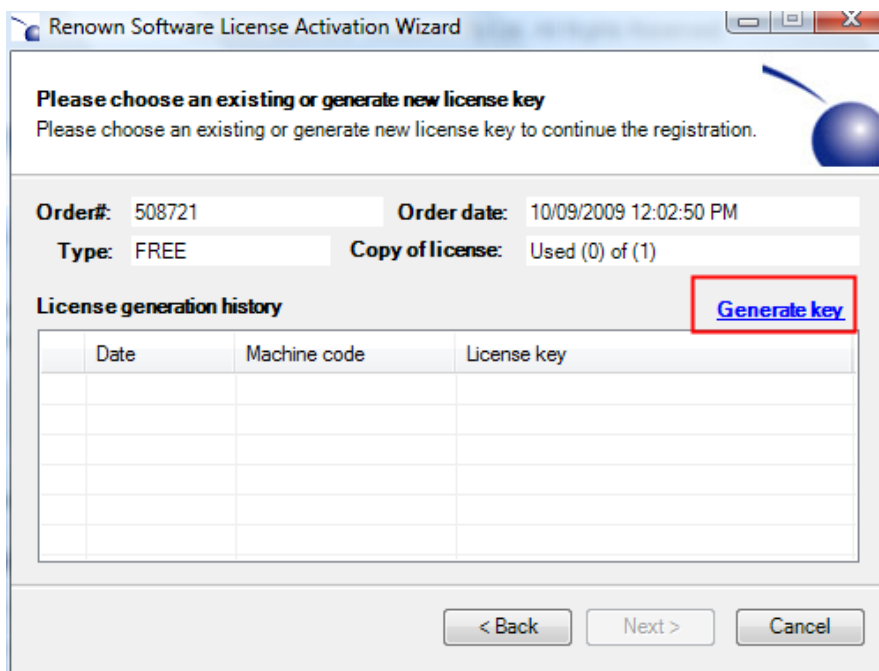 Renown Software License Activation Wizard
Please choose an existing or generate new license key
Please choose an existing or generate new license key to continue the registration.
Order#: 508721 Order date: 10/09/2009 12:02:50 PM
Type: FREE Copy of license: Used (0) of (1)
License generation history Generate key
Date Machine code License key
< Back Next > Cancel